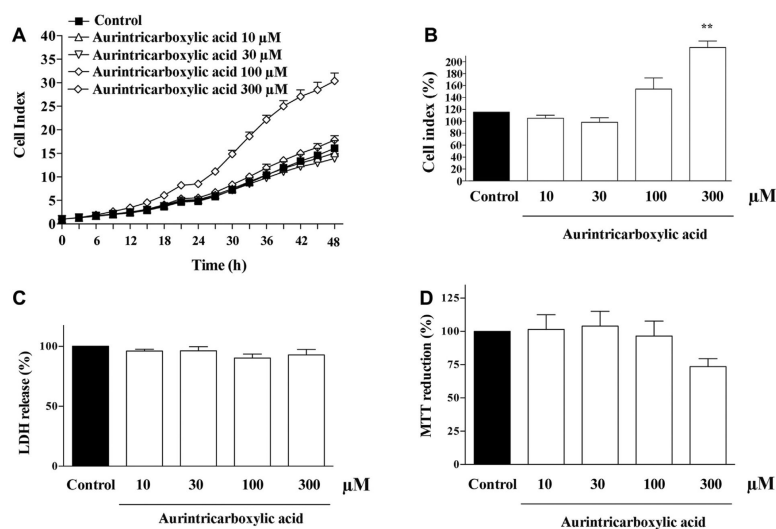 A
Control
Aurintricarboxylic acid 10 µM
Aurintricarboxylic acid 30 µM
Aurintricarboxylic acid 100 µM
Aurintricarboxylic acid 300 µM
40
35
30
25
20
15
10
5
0
Cell Index
0 6 12 18 24 30 36 42 48
Time (h)
B
**
200
180
160
140
120
100
80
60
40
20
0
Cell index (%)
Control 10 30 100 300 µM
Aurintricarboxylic acid
C
100
50
0
LDH release (%)
Control 10 30 100 300 µM
Aurintricarboxylic acid
D
125
100
75
50
25
0
MTT reduction (%)
Control 10 30 100 300 µM
Aurintricarboxylic acid